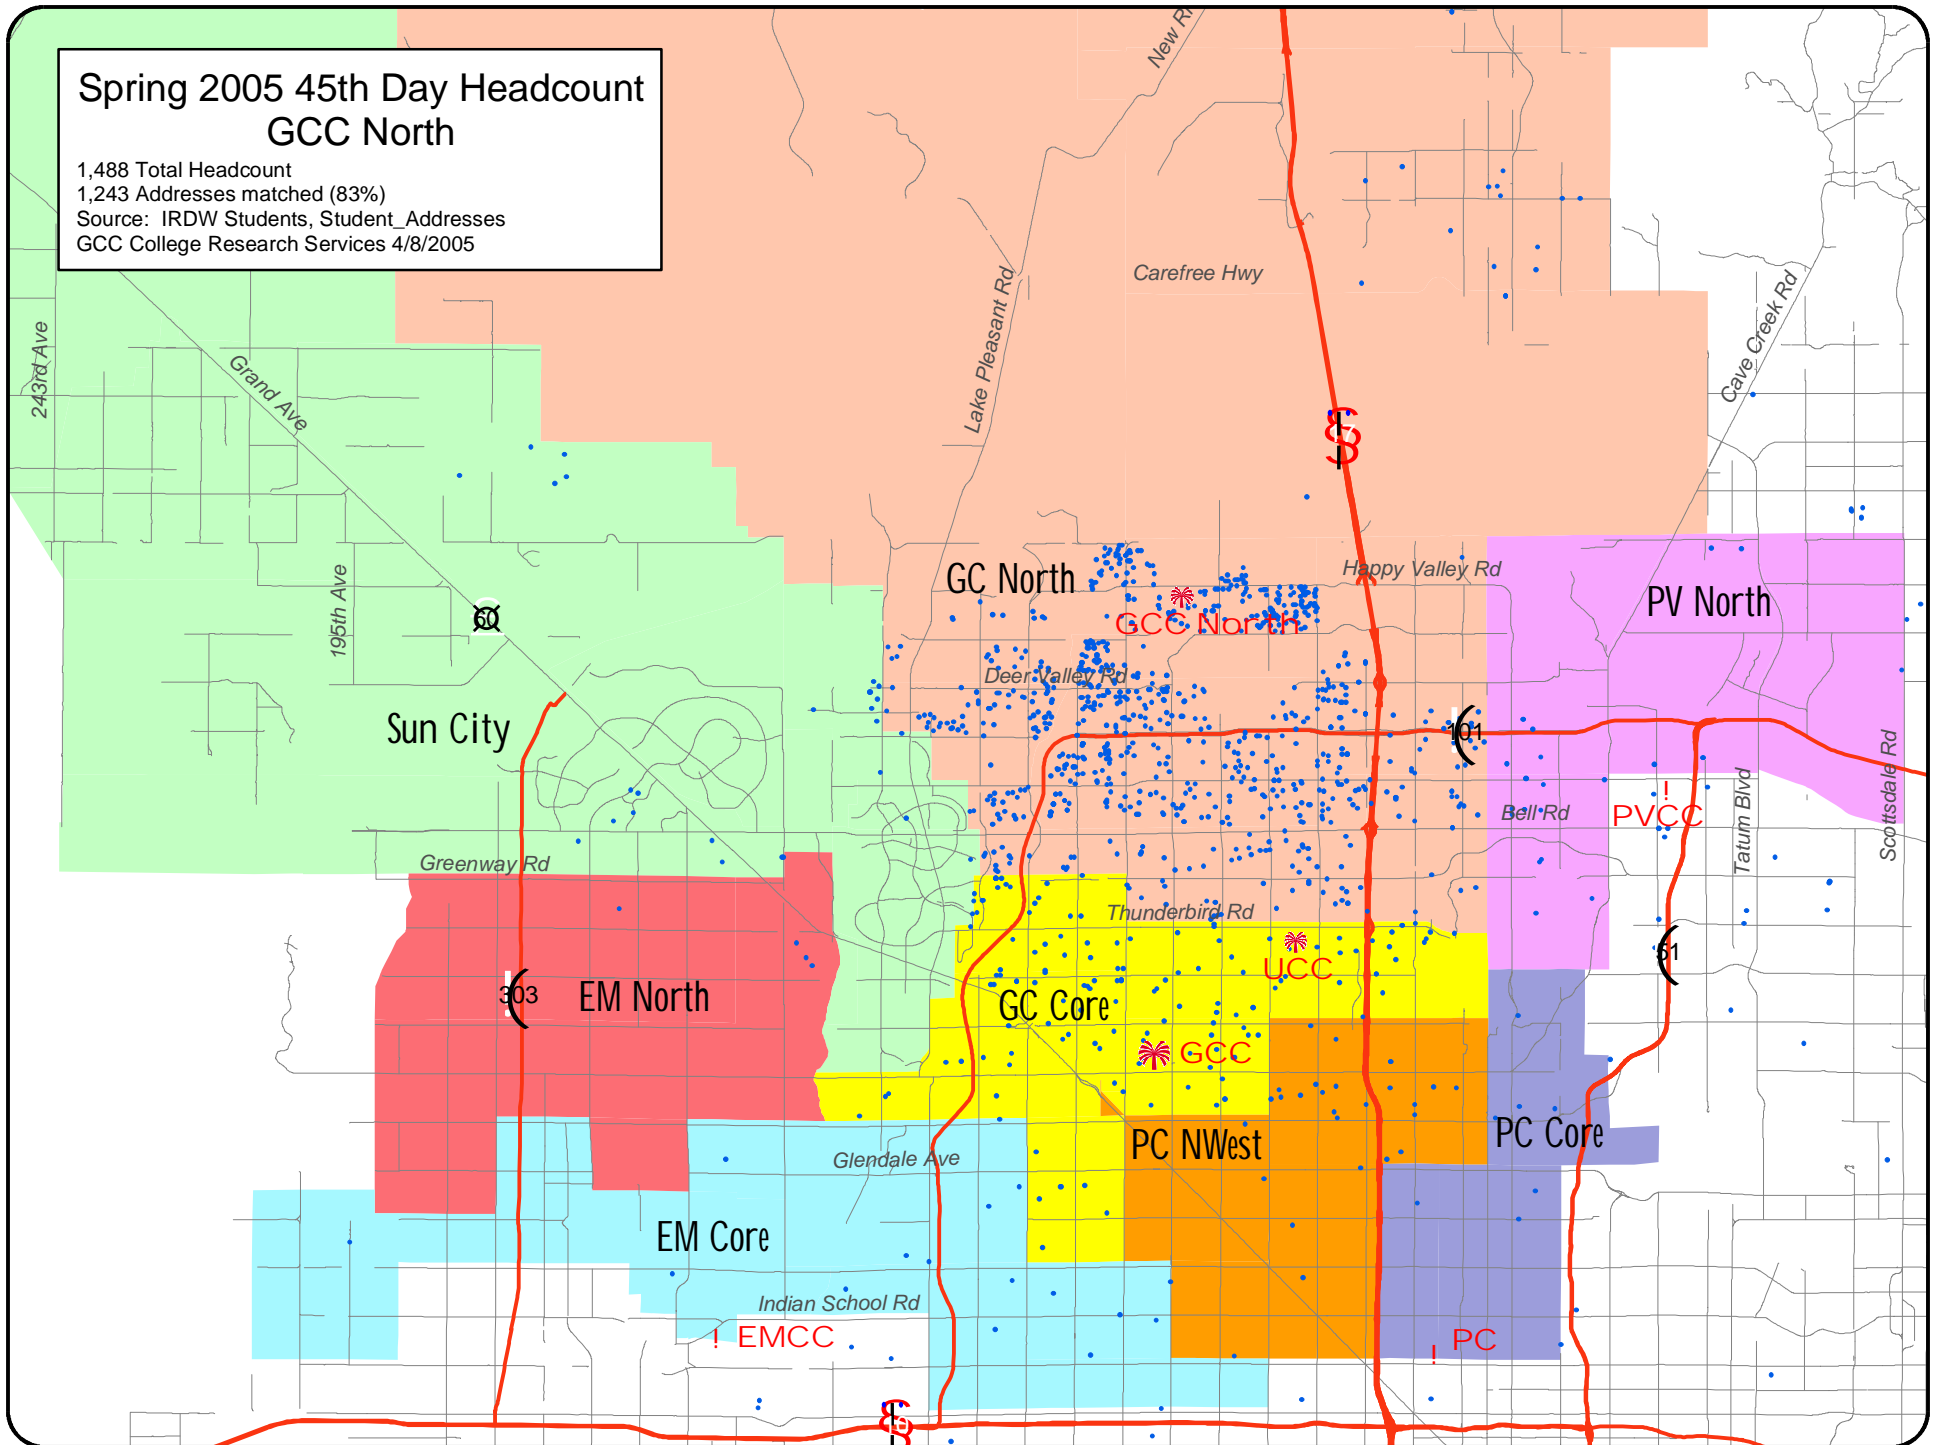 Spring 2005 45th Day Headcount
GCC North
1,488 Total Headcount
1,243 Addresses matched (83%)
Source:  IRDW Students, Student_Addresses
GCC College Research Services 4/8/2005
Carefree Hwy
Lake Pleasant Rd
Cave Creek Rd
243rd Ave
Grand Ave
GC North
Happy Valley Rd
PV North
195th Ave
60
GCC North
Deer Valley Rd
Sun City
101
Scottsdale Rd
Tatum Blvd
Bell Rd
! PVCC
Greenway Rd
Thunderbird Rd
UCC
51
303
EM North
GC Core
GCC
PC NWest
PC Core
Glendale Ave
EM Core
Indian School Rd
! EMCC
! PC